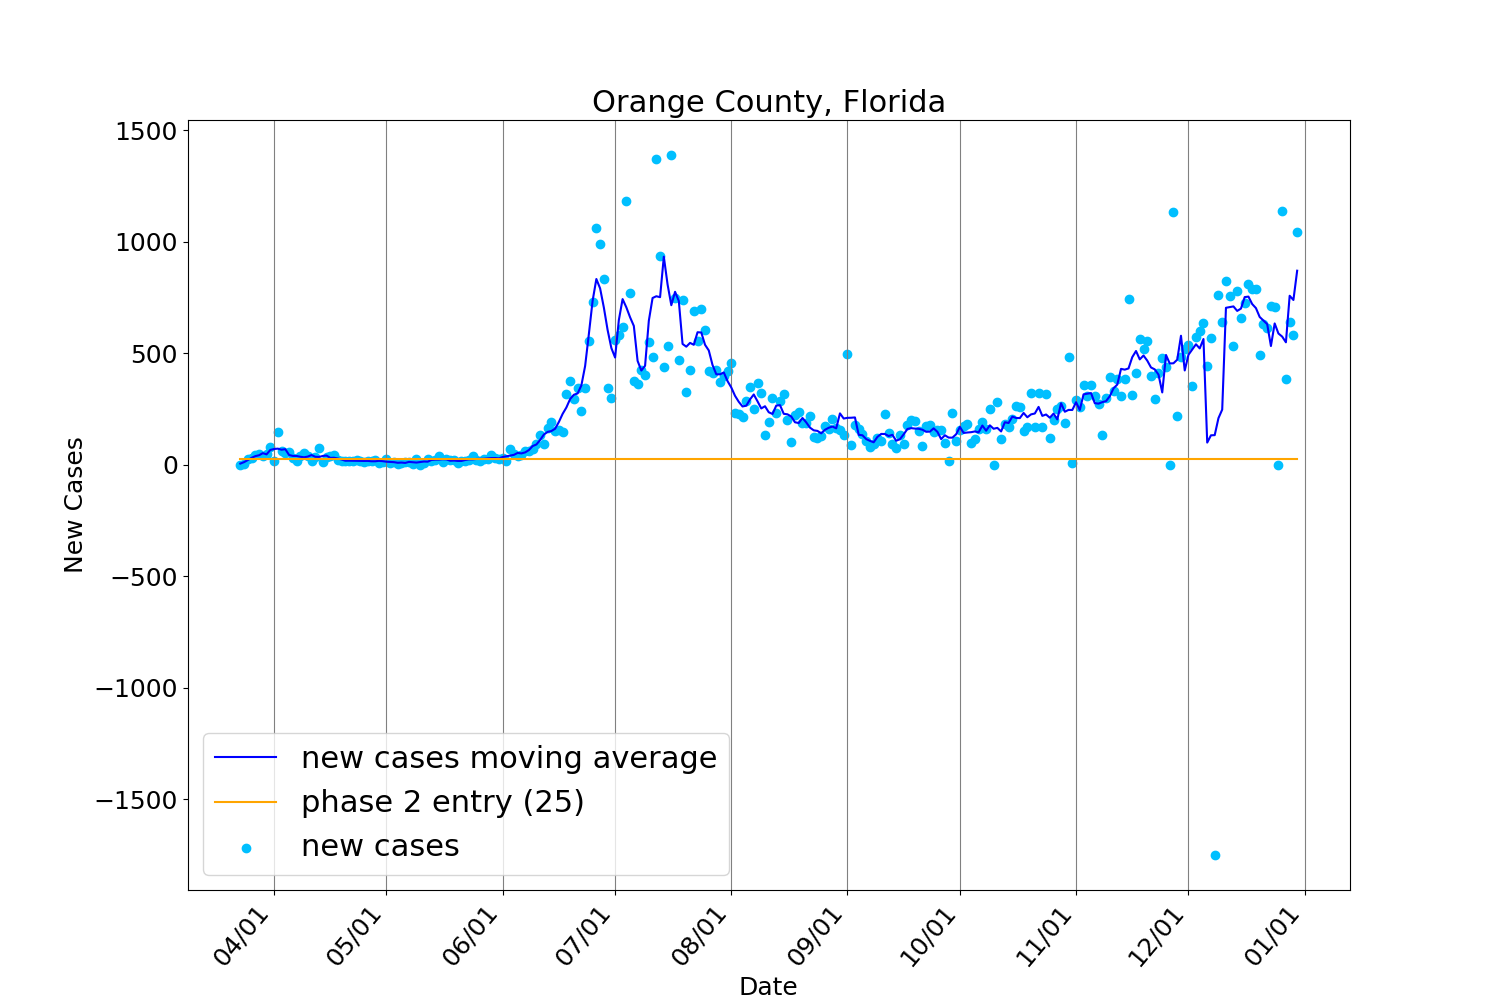 Orange County, Florida
1500
1000
500
0
−500
−1000
−1500
New Cases
new cases moving average
phase 2 entry (25)
new cases
04/01
05/01
06/01
07/01
08/01
09/01
10/01
11/01
12/01
01/01
Date